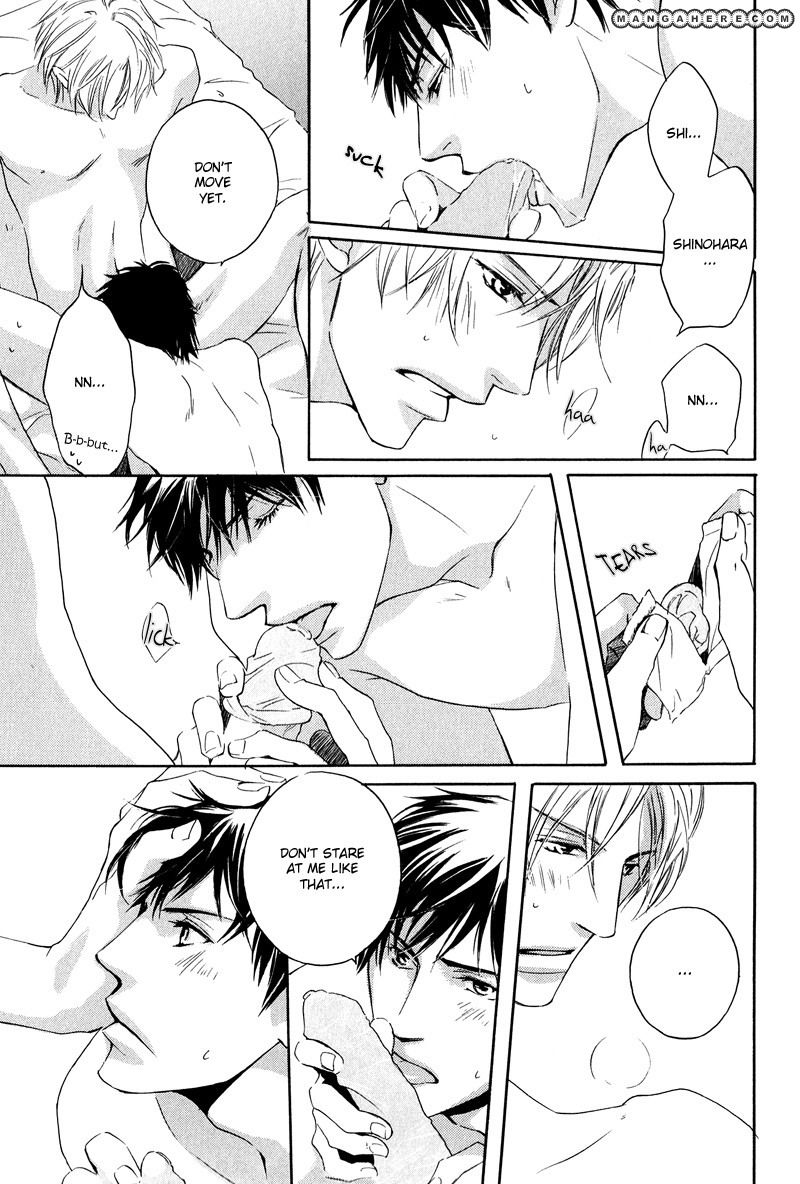 MANGAHERE.COM
SHI...
SHINOHARA
...
suck
NN...
haa
ha
DON'T
MOVE
YET.
NN...
B-b-but...
TEARS
lick
...
DON'T STARE
AT ME LIKE
THAT...